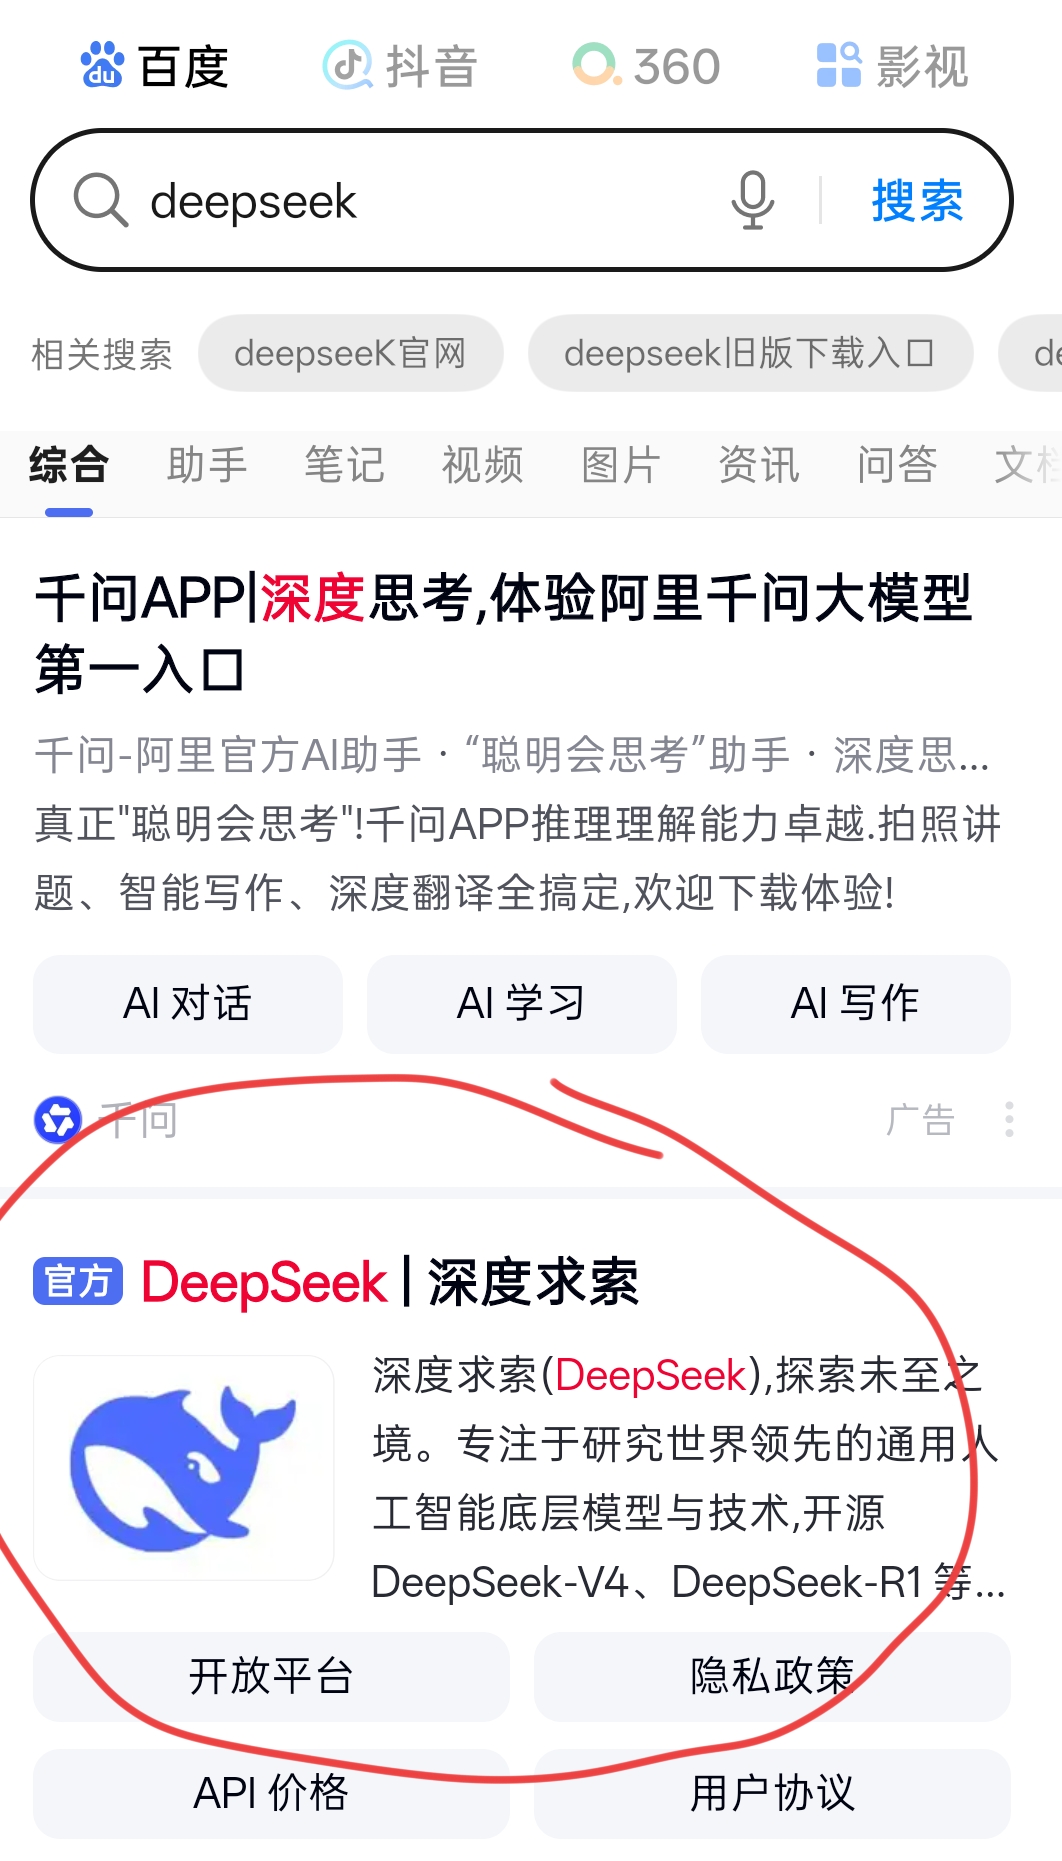 百度 抖音 360 影视
deepseek 搜索
相关搜索 deepseeK官网 deepseek旧版下载入口
综合 助手 笔记 视频 图片 资讯 问答
千问APP|深度思考,体验阿里千问大模型
第一入口
千问-阿里官方AI助手 · “聪明会思考”助手 · 深度思...
真正"聪明会思考"!千问APP推理理解能力卓越.拍照讲
题、智能写作、深度翻译全搞定,欢迎下载体验!
AI 对话 AI 学习 AI 写作
千问 广告
官方 DeepSeek | 深度求索
深度求索(DeepSeek),探索未至之
境。专注于研究世界领先的通用人
工智能底层模型与技术,开源
DeepSeek-V4、DeepSeek-R1 等...
开放平台 隐私政策
API 价格 用户协议